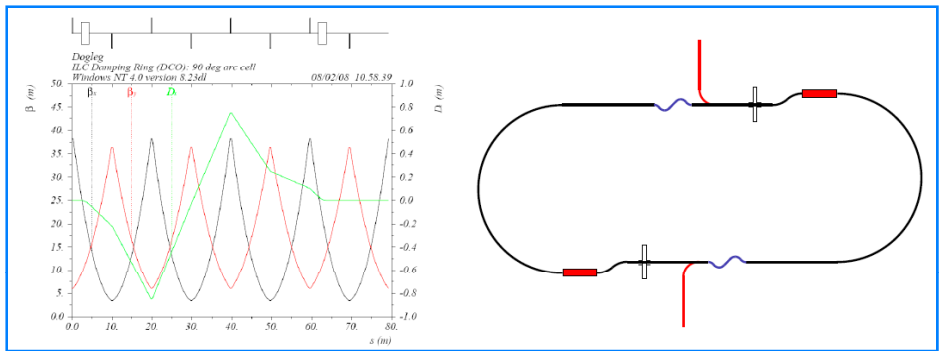 Dogleg
ILC Damping Ring (DCO): 90 deg arc cell
Windows NT 4.0 version 8.23dl 08/02/08 10.58.39
β (m)
50.
45.
40.
35.
30.
25.
20.
15.
10.
5.
0.0
βx βy Dx
1.0
0.8
0.6
0.4
0.2
0.0
-0.2
-0.4
-0.6
-0.8
-1.0
Dx (m)
0.0 10. 20. 30. 40. 50. 60. 70. 80.
s (m)